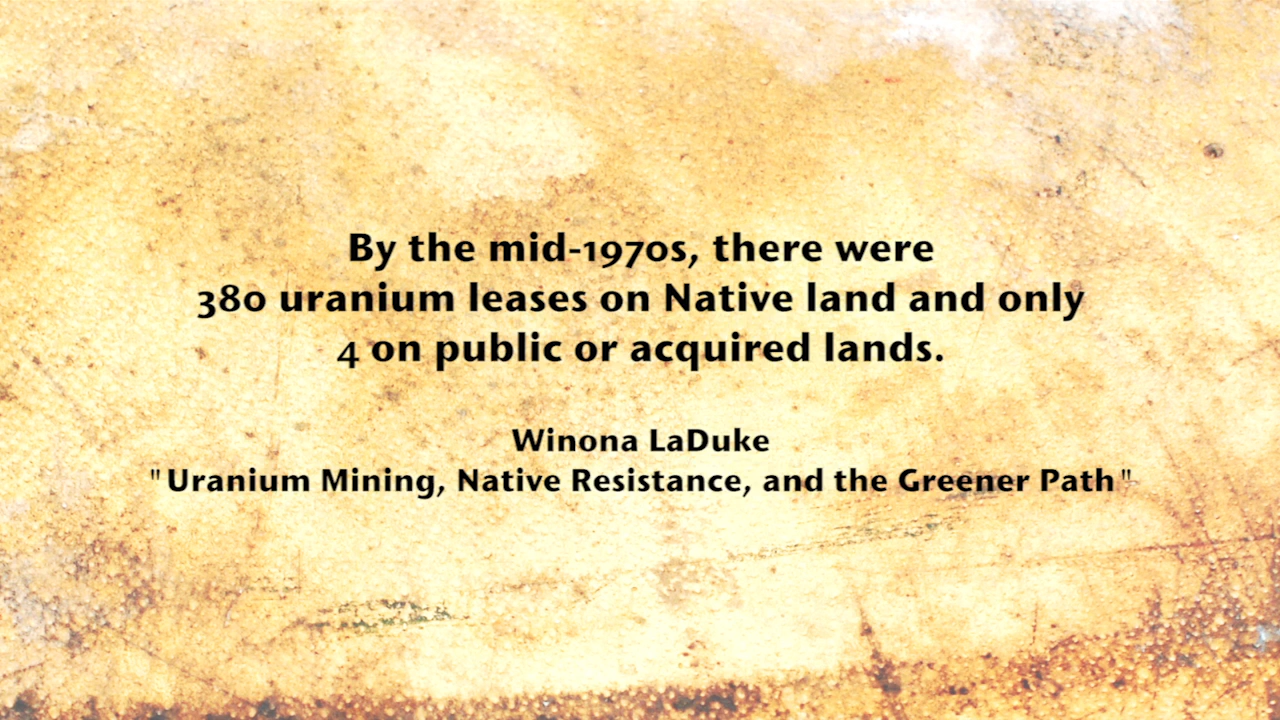 By the mid-1970s, there were
380 uranium leases on Native land and only
4 on public or acquired lands.
Winona LaDuke
"Uranium Mining, Native Resistance, and the Greener Path"